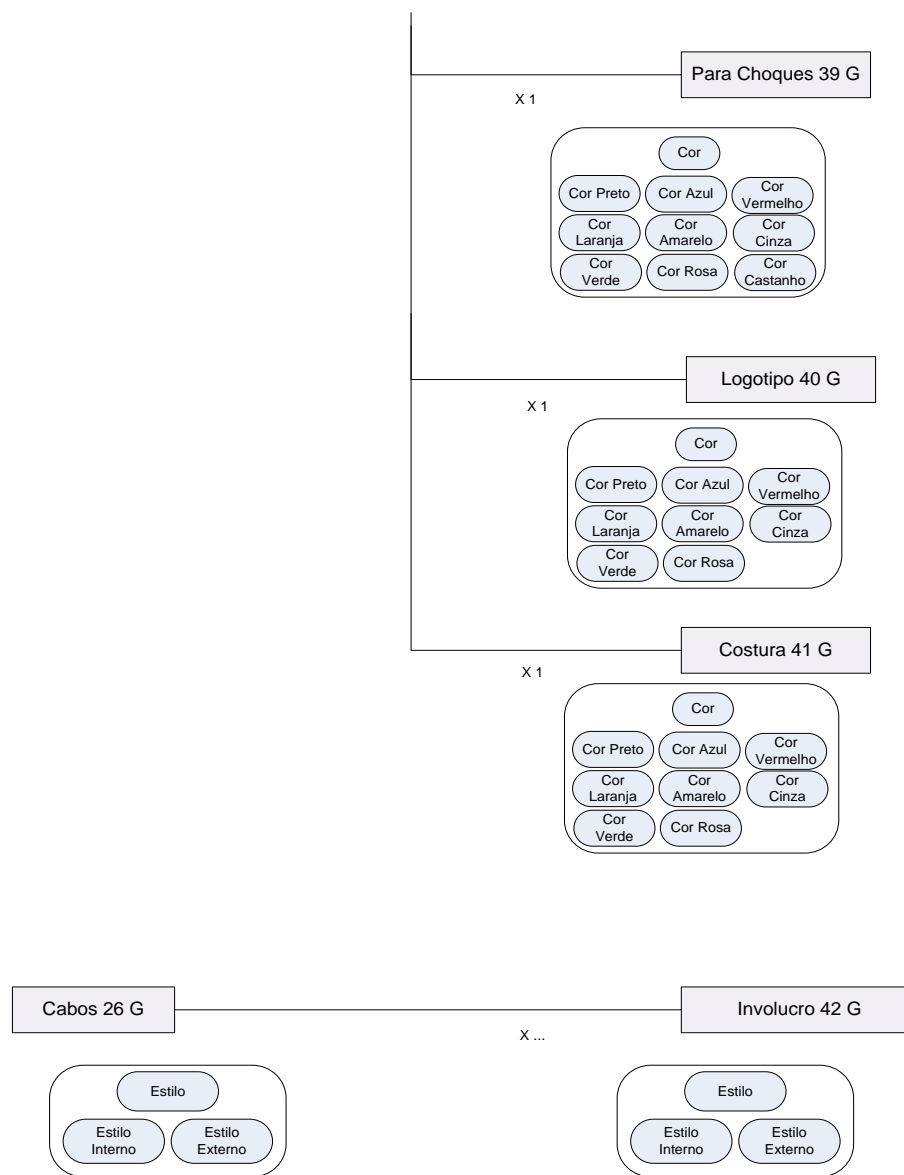 Para Choques 39 G
X 1
Cor
Cor Preto
Cor Azul
Cor
Vermelho
Cor
Laranja
Cor
Amarelo
Cor
Cinza
Cor
Verde
Cor Rosa
Cor
Castanho
Logotipo 40 G
X 1
Cor
Cor Preto
Cor Azul
Cor
Vermelho
Cor
Laranja
Cor
Amarelo
Cor
Cinza
Cor
Verde
Cor Rosa
Costura 41 G
X 1
Cor
Cor Preto
Cor Azul
Cor
Vermelho
Cor
Laranja
Cor
Amarelo
Cor
Cinza
Cor
Verde
Cor Rosa
Cabos 26 G
X ...
Involucro 42 G
Estilo
Estilo
Interno
Estilo
Externo
Estilo
Estilo
Interno
Estilo
Externo